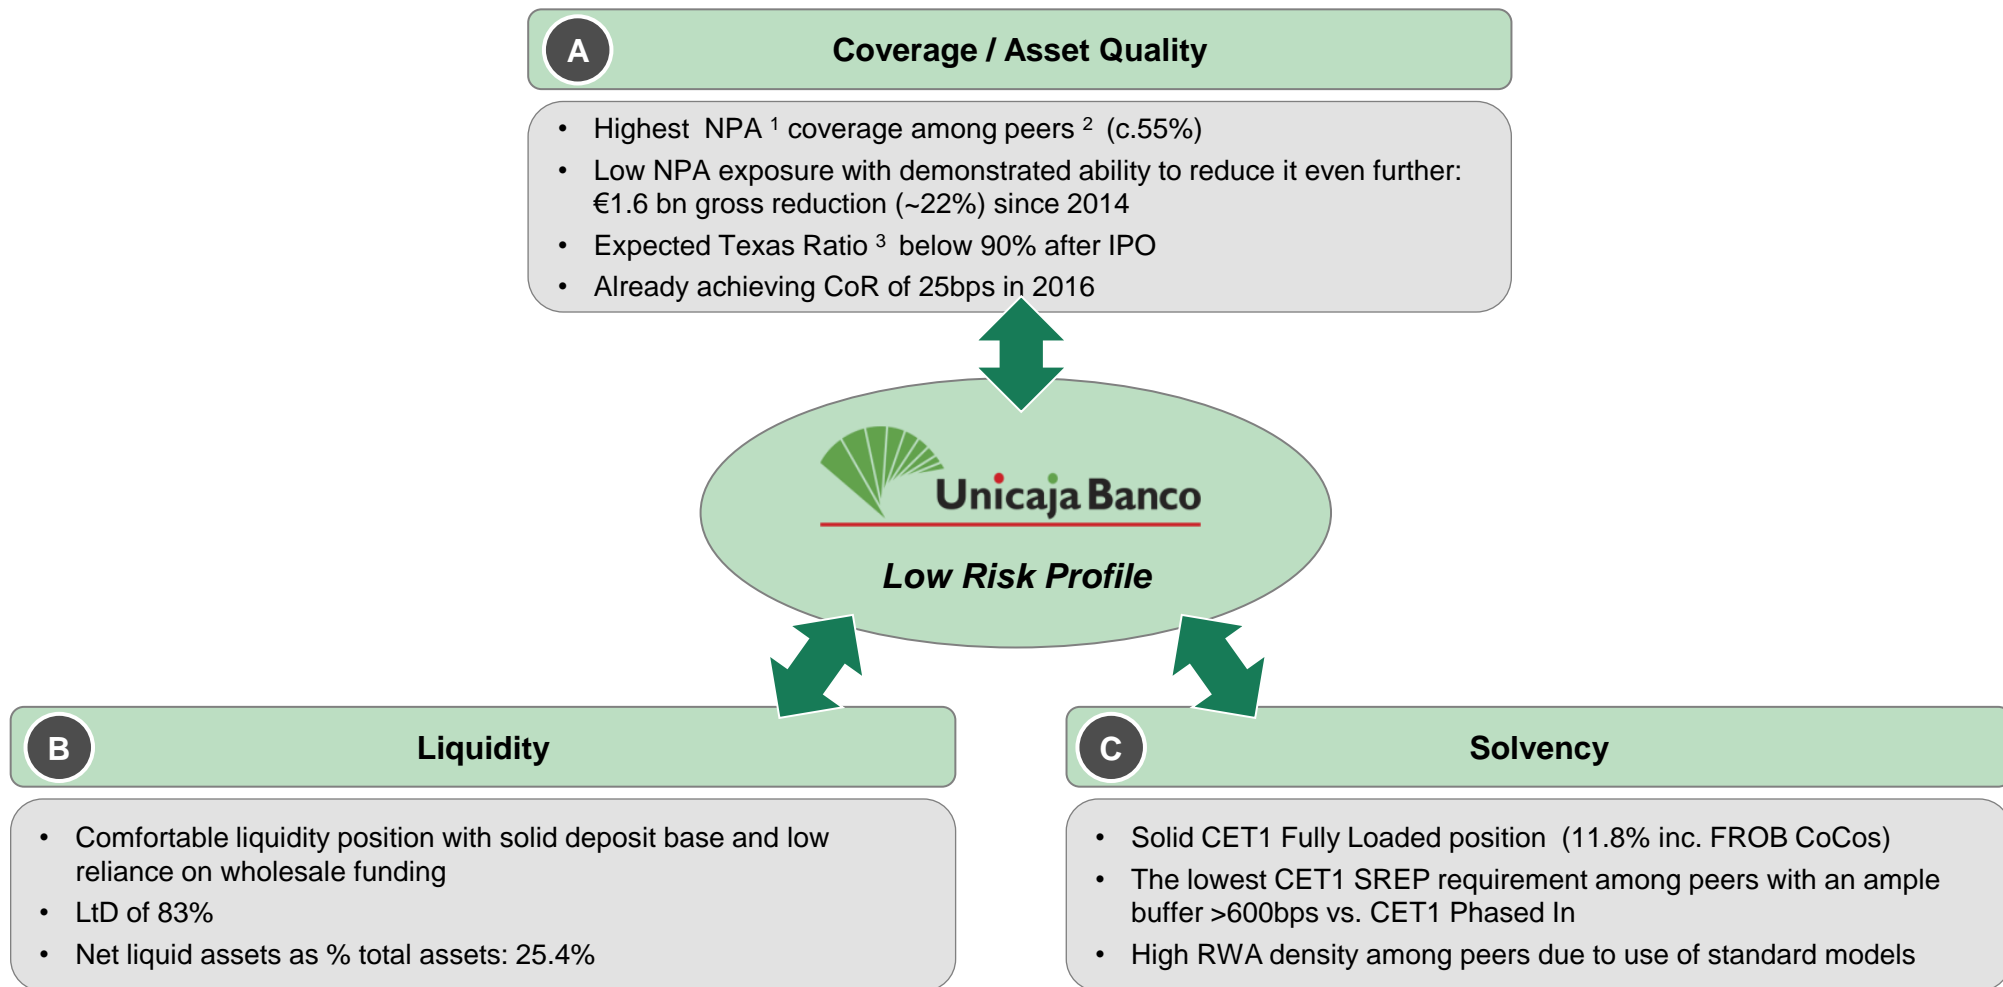 A
Coverage / Asset Quality
• Highest NPA ¹ coverage among peers ² (c.55%)
• Low NPA exposure with demonstrated ability to reduce it even further:
€1.6 bn gross reduction (~22%) since 2014
• Expected Texas Ratio ³ below 90% after IPO
• Already achieving CoR of 25bps in 2016
Unicaja Banco
Low Risk Profile
B
Liquidity
• Comfortable liquidity position with solid deposit base and low
reliance on wholesale funding
• LtD of 83%
• Net liquid assets as % total assets: 25.4%
C
Solvency
• Solid CET1 Fully Loaded position (11.8% inc. FROB CoCos)
• The lowest CET1 SREP requirement among peers with an ample
buffer >600bps vs. CET1 Phased In
• High RWA density among peers due to use of standard models